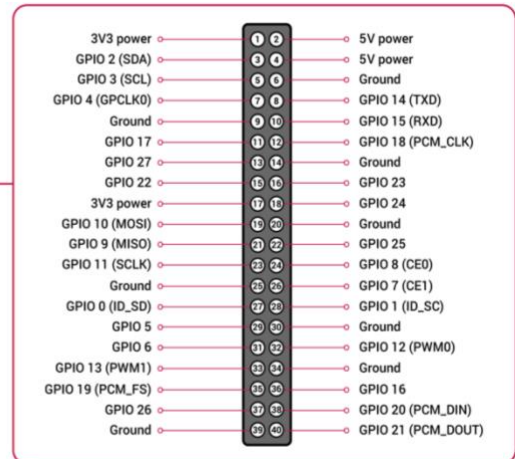 3V3 power 1 2 5V power
GPIO 2 (SDA) 3 4 5V power
GPIO 3 (SCL) 5 6 Ground
GPIO 4 (GPCLK0) 7 8 GPIO 14 (TXD)
Ground 9 10 GPIO 15 (RXD)
GPIO 17 11 12 GPIO 18 (PCM_CLK)
GPIO 27 13 14 Ground
GPIO 22 15 16 GPIO 23
3V3 power 17 18 GPIO 24
GPIO 10 (MOSI) 19 20 Ground
GPIO 9 (MISO) 21 22 GPIO 25
GPIO 11 (SCLK) 23 24 GPIO 8 (CE0)
Ground 25 26 GPIO 7 (CE1)
GPIO 0 (ID_SD) 27 28 GPIO 1 (ID_SC)
GPIO 5 29 30 Ground
GPIO 6 31 32 GPIO 12 (PWM0)
GPIO 13 (PWM1) 33 34 Ground
GPIO 19 (PCM_FS) 35 36 GPIO 16
GPIO 26 37 38 GPIO 20 (PCM_DIN)
Ground 39 40 GPIO 21 (PCM_DOUT)